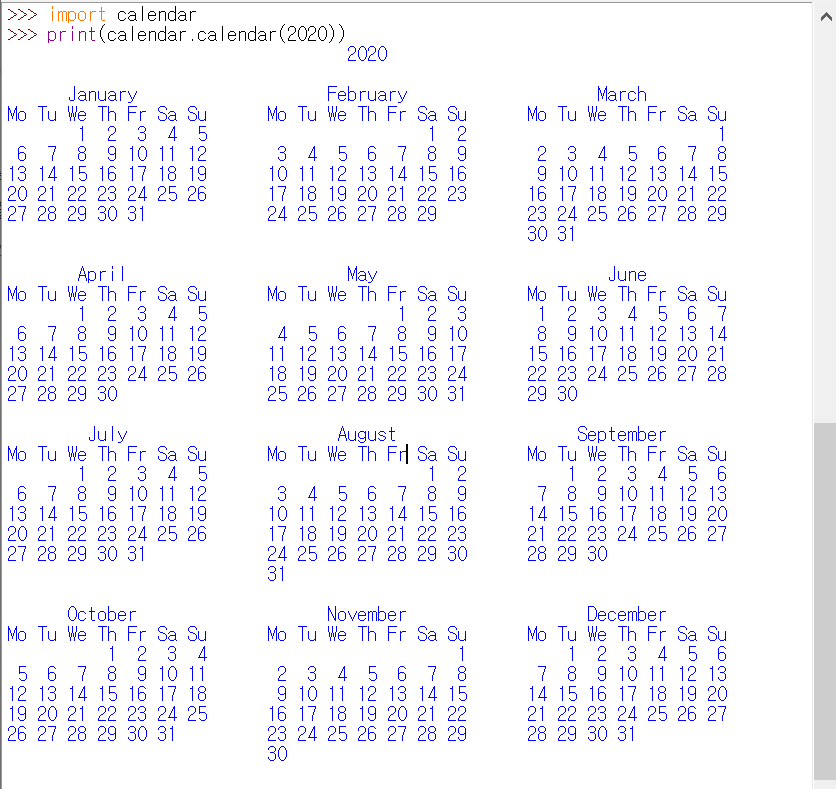 >>> import calendar
>>> print(calendar.calendar(2020))
                                  2020

      January                   February                   March
Mo Tu We Th Fr Sa Su      Mo Tu We Th Fr Sa Su      Mo Tu We Th Fr Sa Su
       1  2  3  4  5                      1  2                         1
 6  7  8  9 10 11 12       3  4  5  6  7  8  9       2  3  4  5  6  7  8
13 14 15 16 17 18 19      10 11 12 13 14 15 16       9 10 11 12 13 14 15
20 21 22 23 24 25 26      17 18 19 20 21 22 23      16 17 18 19 20 21 22
27 28 29 30 31            24 25 26 27 28 29         23 24 25 26 27 28 29
                                                    30 31

       April                      May                       June
Mo Tu We Th Fr Sa Su      Mo Tu We Th Fr Sa Su      Mo Tu We Th Fr Sa Su
       1  2  3  4  5                   1  2  3       1  2  3  4  5  6  7
 6  7  8  9 10 11 12       4  5  6  7  8  9 10       8  9 10 11 12 13 14
13 14 15 16 17 18 19      11 12 13 14 15 16 17      15 16 17 18 19 20 21
20 21 22 23 24 25 26      18 19 20 21 22 23 24      22 23 24 25 26 27 28
27 28 29 30               25 26 27 28 29 30 31      29 30

        July                     August                  September
Mo Tu We Th Fr Sa Su      Mo Tu We Th Fr Sa Su      Mo Tu We Th Fr Sa Su
       1  2  3  4  5                      1  2          1  2  3  4  5  6
 6  7  8  9 10 11 12       3  4  5  6  7  8  9       7  8  9 10 11 12 13
13 14 15 16 17 18 19      10 11 12 13 14 15 16      14 15 16 17 18 19 20
20 21 22 23 24 25 26      17 18 19 20 21 22 23      21 22 23 24 25 26 27
27 28 29 30 31            24 25 26 27 28 29 30      28 29 30
                          31

      October                   November                  December
Mo Tu We Th Fr Sa Su      Mo Tu We Th Fr Sa Su      Mo Tu We Th Fr Sa Su
          1  2  3  4                         1          1  2  3  4  5  6
 5  6  7  8  9 10 11       2  3  4  5  6  7  8       7  8  9 10 11 12 13
12 13 14 15 16 17 18       9 10 11 12 13 14 15      14 15 16 17 18 19 20
19 20 21 22 23 24 25      16 17 18 19 20 21 22      21 22 23 24 25 26 27
26 27 28 29 30 31         23 24 25 26 27 28 29      28 29 30 31
                          30